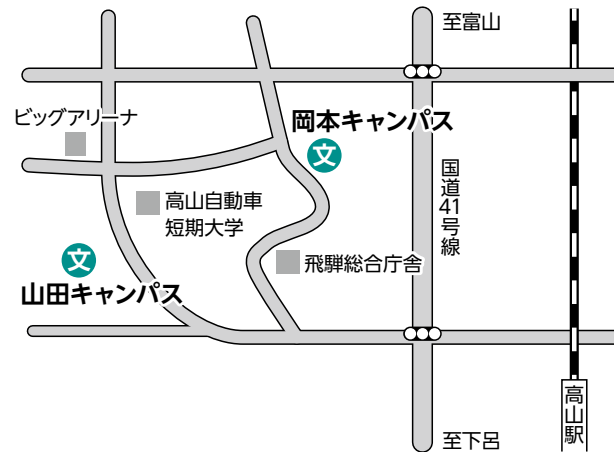 至富山
ビッグアリーナ
岡本キャンパス
文
国道41号線
高山自動車
短期大学
文
飛騨総合庁舎
山田キャンパス
高山駅
至下呂